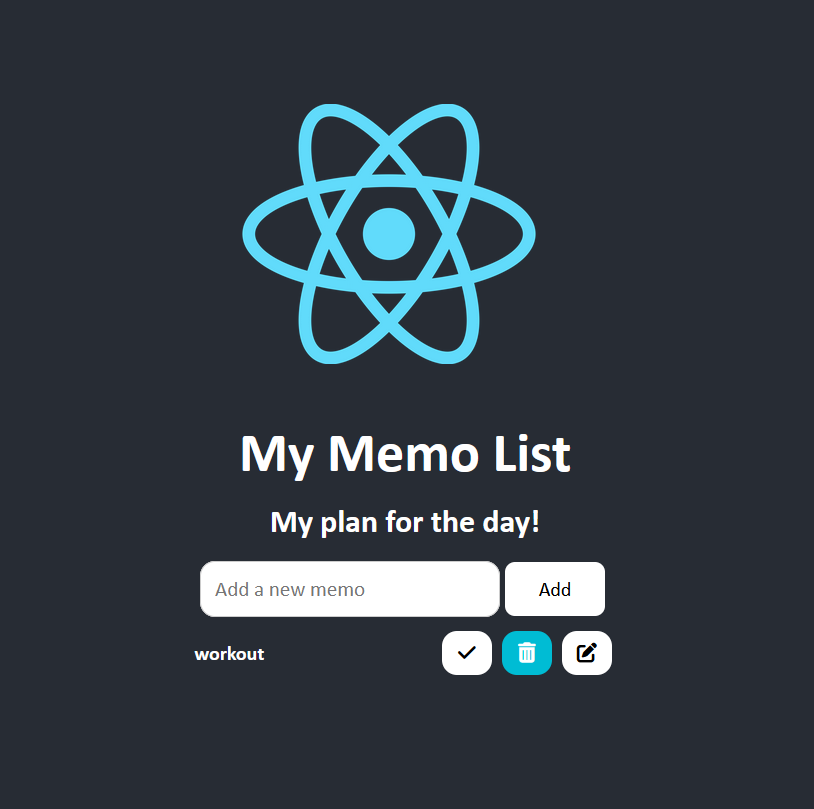 My Memo List
My plan for the day!
Add a new memo
Add
workout